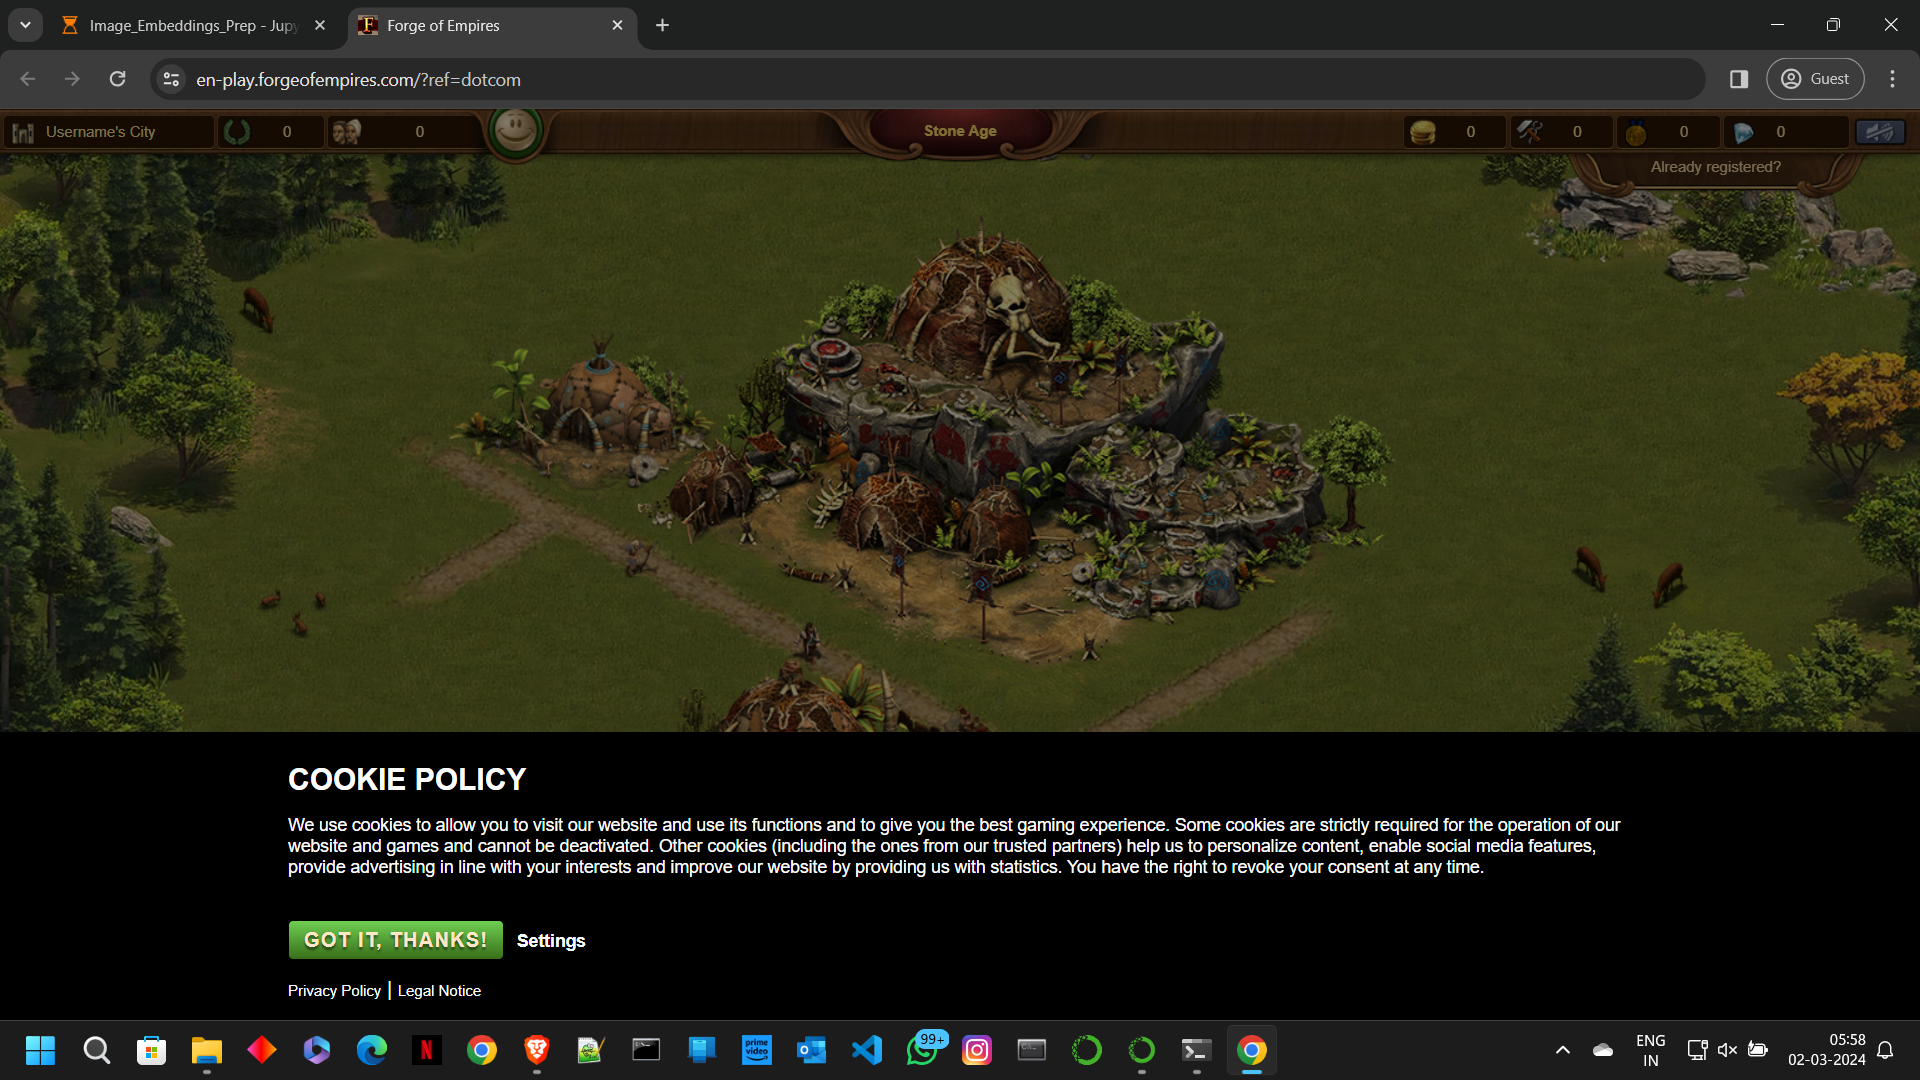 Image_Embeddings_Prep - Jupy
Forge of Empires
en-play.forgeofempires.com/?ref=dotcom
Guest
Username's City
0
0
Stone Age
0
0
0
0
Already registered?
COOKIE POLICY
We use cookies to allow you to visit our website and use its functions and to give you the best gaming experience. Some cookies are strictly required for the operation of our
website and games and cannot be deactivated. Other cookies (including the ones from our trusted partners) help us to personalize content, enable social media features,
provide advertising in line with your interests and improve our website by providing us with statistics. You have the right to revoke your consent at any time.
GOT IT, THANKS!
Settings
Privacy Policy | Legal Notice
prime
video
99+
ENG
IN
05:58
02-03-2024